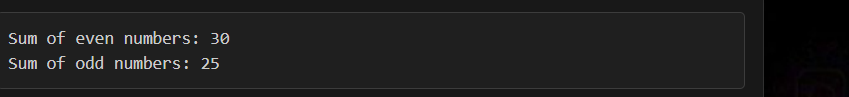 Sum of even numbers: 30
Sum of odd numbers: 25